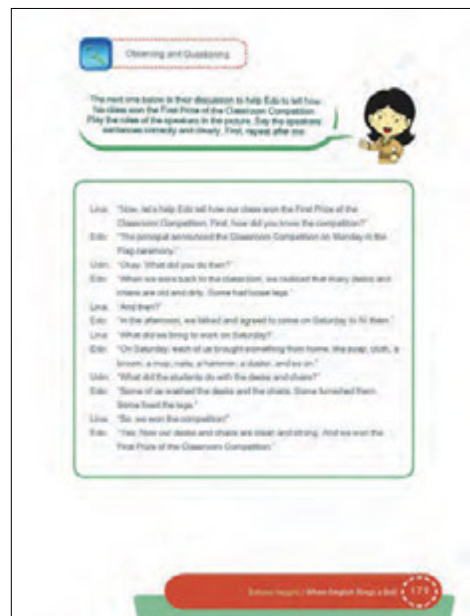 Observing and Questioning
The next one below is their discussion to help Edo to tell how
his class won the First Prize of the Classroom Competition.
Play the roles of the speakers in the picture. Say the speakers'
sentences correctly and clearly. First, repeat after me.
Lina: "Now, let's help Edo tell how our class won the First Prize of the
Classroom Competition. First, how did you know the competition?"
Edo: "The principal announced the Classroom Competition on Monday in the
Flag ceremony."
Udin: "Okay. What did you do then?"
Edo: "When we were back to the classroom, we realized that many desks and
chairs are old and dirty. Some had loose legs."
Lina: "And then?"
Edo: "In the afternoon, we talked and agreed to come on Saturday to fix them."
Lina: "What did we bring to work on Saturday?"
Edo: "On Saturday, each of us brought something from home, like soap, cloth, a
broom, a mop, nails, a hammer, a duster, and so on."
Udin: "What did the students do with the desks and chairs?"
Edo: "Some of us washed the desks and the chairs. Some furnished them.
Some fixed the legs."
Lina: "So, we won the competition!"
Edo: "Yes. Now our desks and chairs are clean and strong. And we won the
First Prize of the Classroom Competition."
Bahasa Inggris / When English Rings a Bell
171